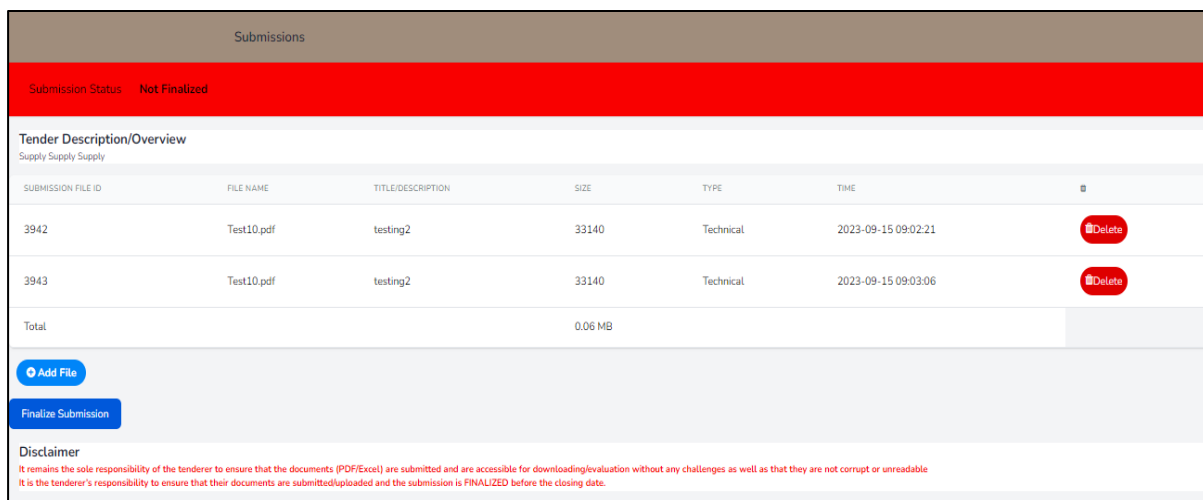 Submissions
Submission Status Not Finalized
Tender Description/Overview
Supply Supply Supply
SUBMISSION FILE ID FILE NAME TITLE/DESCRIPTION SIZE TYPE TIME
3942 Test10.pdf testing2 33140 Technical 2023-09-15 09:02:21 Delete
3943 Test10.pdf testing2 33140 Technical 2023-09-15 09:03:06 Delete
Total 0.06 MB
Add File
Finalize Submission
Disclaimer
It remains the sole responsibility of the tenderer to ensure that the documents (PDF/Excel) are submitted and are accessible for downloading/evaluation without any challenges as well as that they are not corrupt or unreadable
It is the tenderer's responsibility to ensure that their documents are submitted/uploaded and the submission is FINALIZED before the closing date.